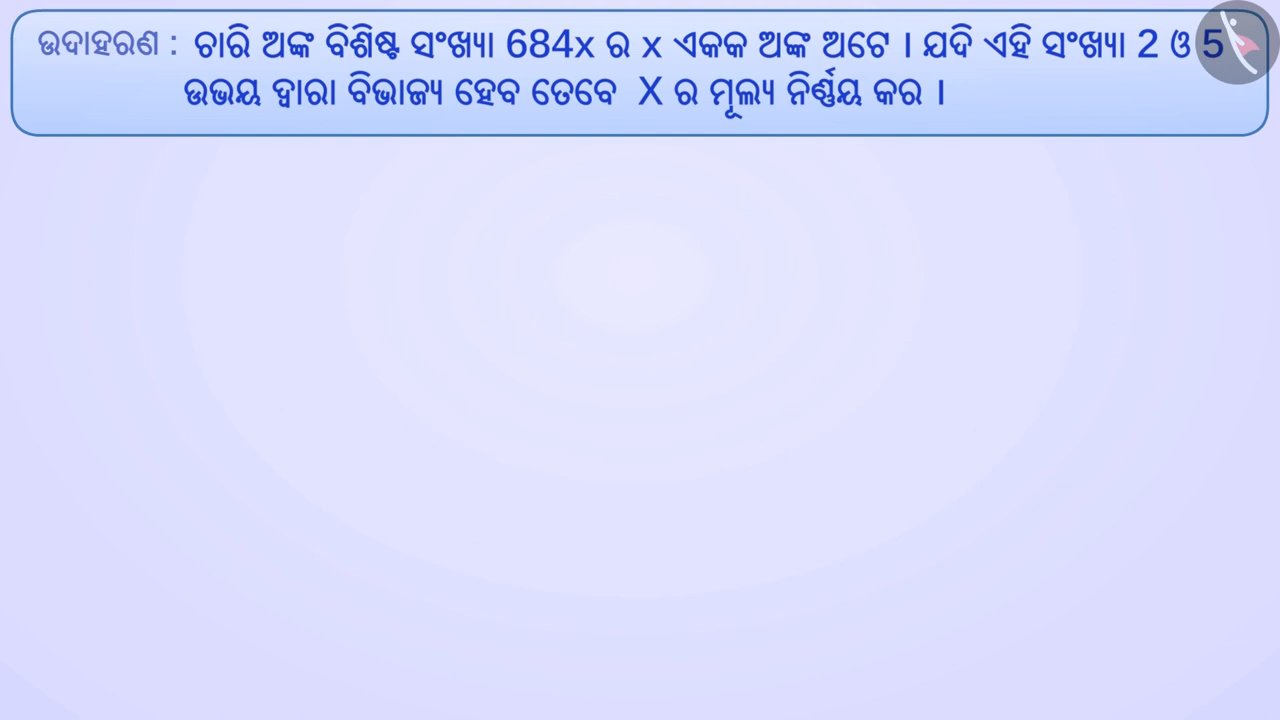 ଉଦାହରଣ : ଚାରି ଅଙ୍କ ବିଶିଷ୍ଟ ସଂଖ୍ୟା 684x ର x ଏକକ ଅଙ୍କ ଅଟେ । ଯଦି ଏହି ସଂଖ୍ୟା 2 ଓ 5
ଉଭୟ ଦ୍ୱାରା ବିଭାଜ୍ୟ ହେବ ତେବେ X ର ମୂଲ୍ୟ ନିର୍ଣ୍ଣୟ କର ।